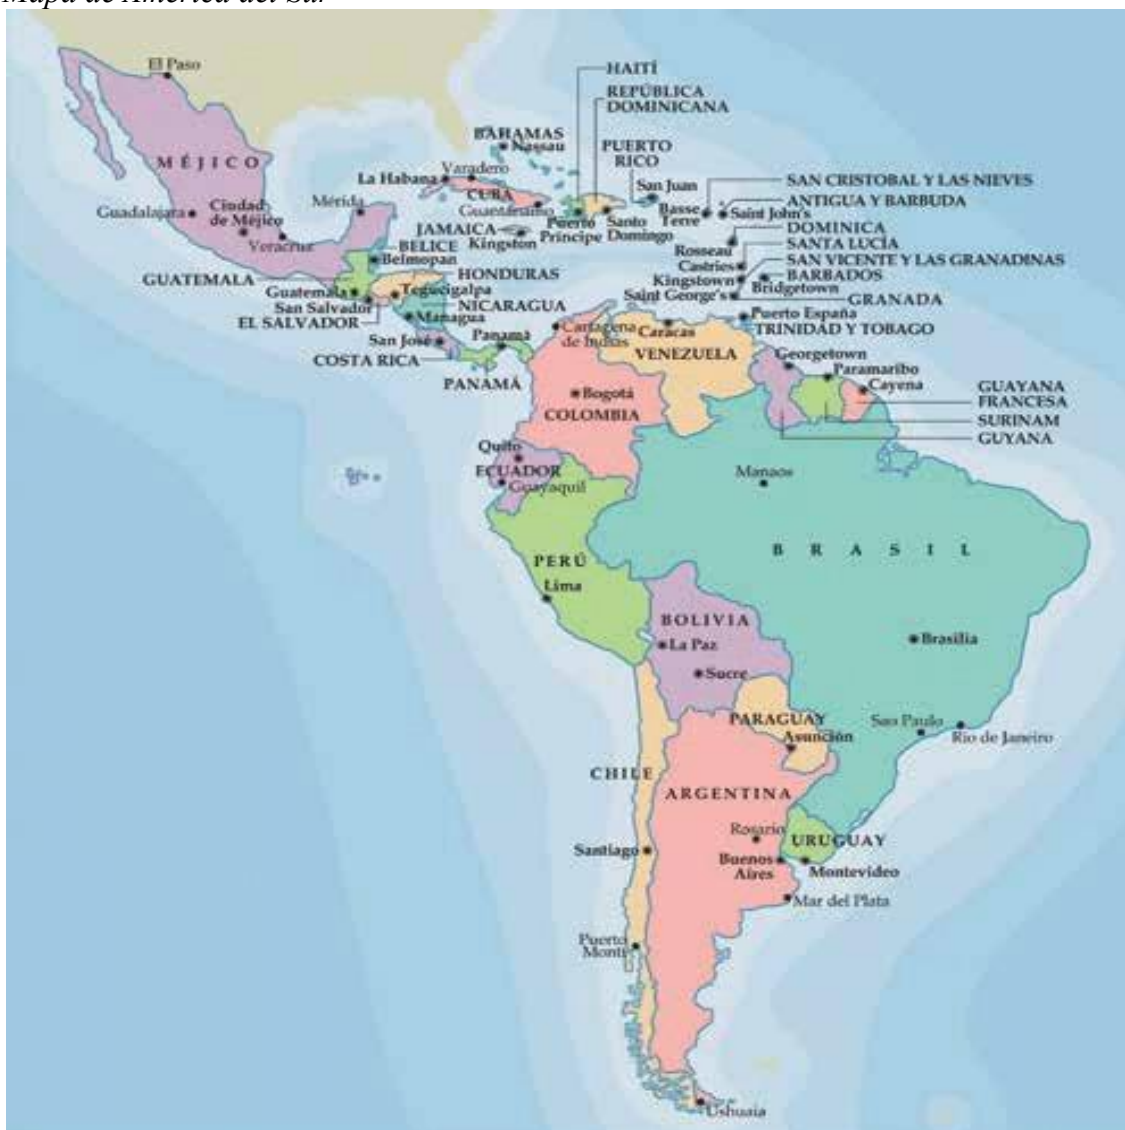 Mapa de América del Sur
El Paso
HAITÍ
REPÚBLICA
DOMINICANA
BAHAMAS
Nassau
PUERTO
RICO
MÉJICO
Varadero
La Habana
CUBA
San Juan
SAN CRISTOBAL Y LAS NIEVES
ANTIGUA Y BARBUDA
Guadalajara
Ciudad
de Méjico
Mérida
Guantánamo
Basse
Terre
Saint John's
Veracruz
JAMAICA
Kingston
Puerto
Príncipe
Santo
Domingo
DOMINICA
Rosseau
SANTA LUCÍA
BELICE
Belmopan
Castries
SAN VICENTE Y LAS GRANADINAS
GUATEMALA
HONDURAS
Kingstown
BARBADOS
Bridgetown
Guatemala
Tegucigalpa
Saint George's
GRANADA
San Salvador
NICARAGUA
EL SALVADOR
Managua
Puerto España
TRINIDAD Y TOBAGO
San José
Panamá
Cartagena
de Indias
Caracas
COSTA RICA
VENEZUELA
Georgetown
Paramaribo
PANAMÁ
Cayena
GUAYANA
FRANCESA
Bogotá
COLOMBIA
SURINAM
GUYANA
Quito
ECUADOR
Guayaquil
Manaos
BRASIL
PERÚ
Lima
BOLIVIA
La Paz
Brasilia
Sucre
PARAGUAY
Asunción
Sao Paulo
Rio de Janeiro
CHILE
ARGENTINA
Rosario
URUGUAY
Santiago
Buenos
Aires
Montevideo
Mar del Plata
Puerto
Montt
Ushuaia